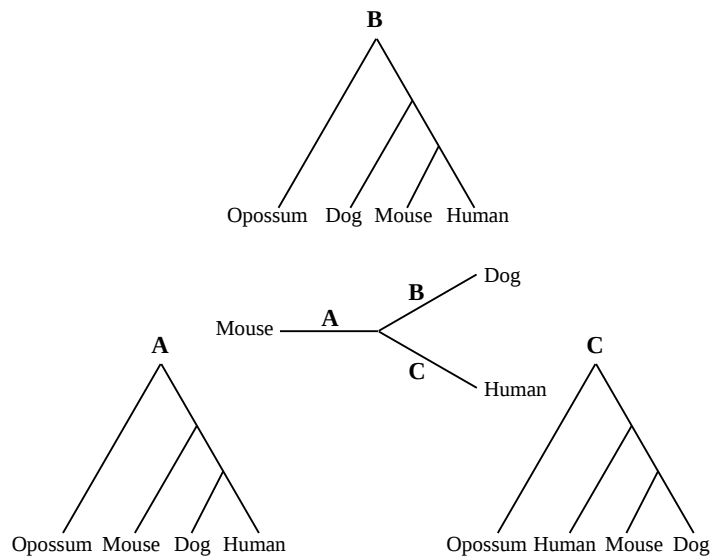 B
Opossum Dog Mouse Human
Dog
B
Mouse A
C
Human
A
Opossum Mouse Dog Human
C
Opossum Human Mouse Dog